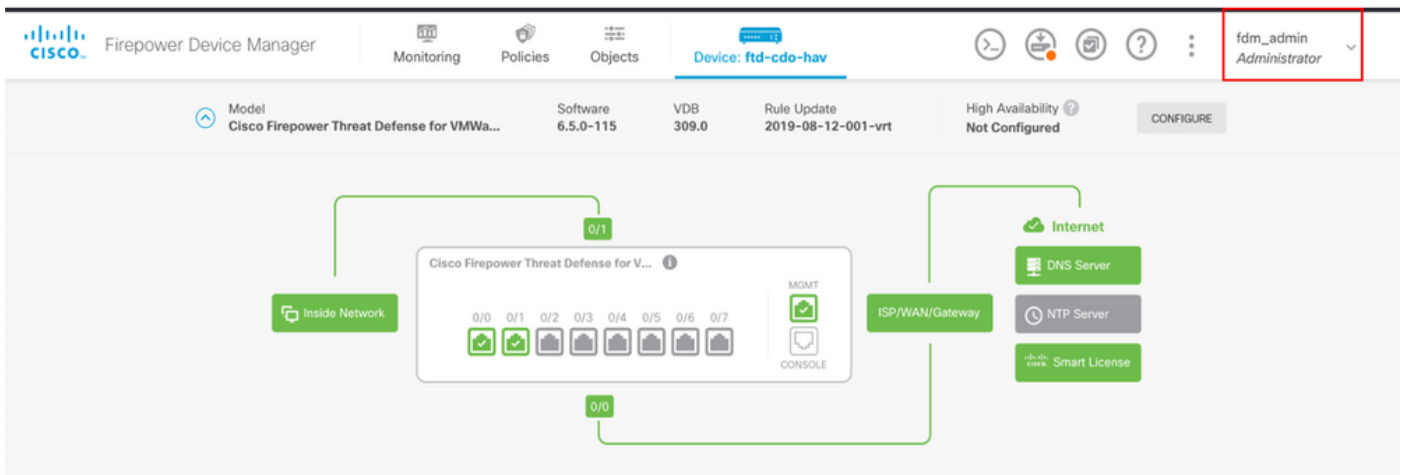 CISCO
Firepower Device Manager
Monitoring
Policies
Objects
Device: ftd-cdo-hav
fdm_admin
Administrator
Model
Cisco Firepower Threat Defense for VMWa...
Software
6.5.0-115
VDB
309.0
Rule Update
2019-08-12-001-vrt
High Availability
Not Configured
CONFIGURE
0/1
Internet
Cisco Firepower Threat Defense for V...
DNS Server
MGMT
Inside Network
0/0 0/1 0/2 0/3 0/4 0/5 0/6 0/7
ISP/WAN/Gateway
NTP Server
CONSOLE
CISCO Smart License
0/0